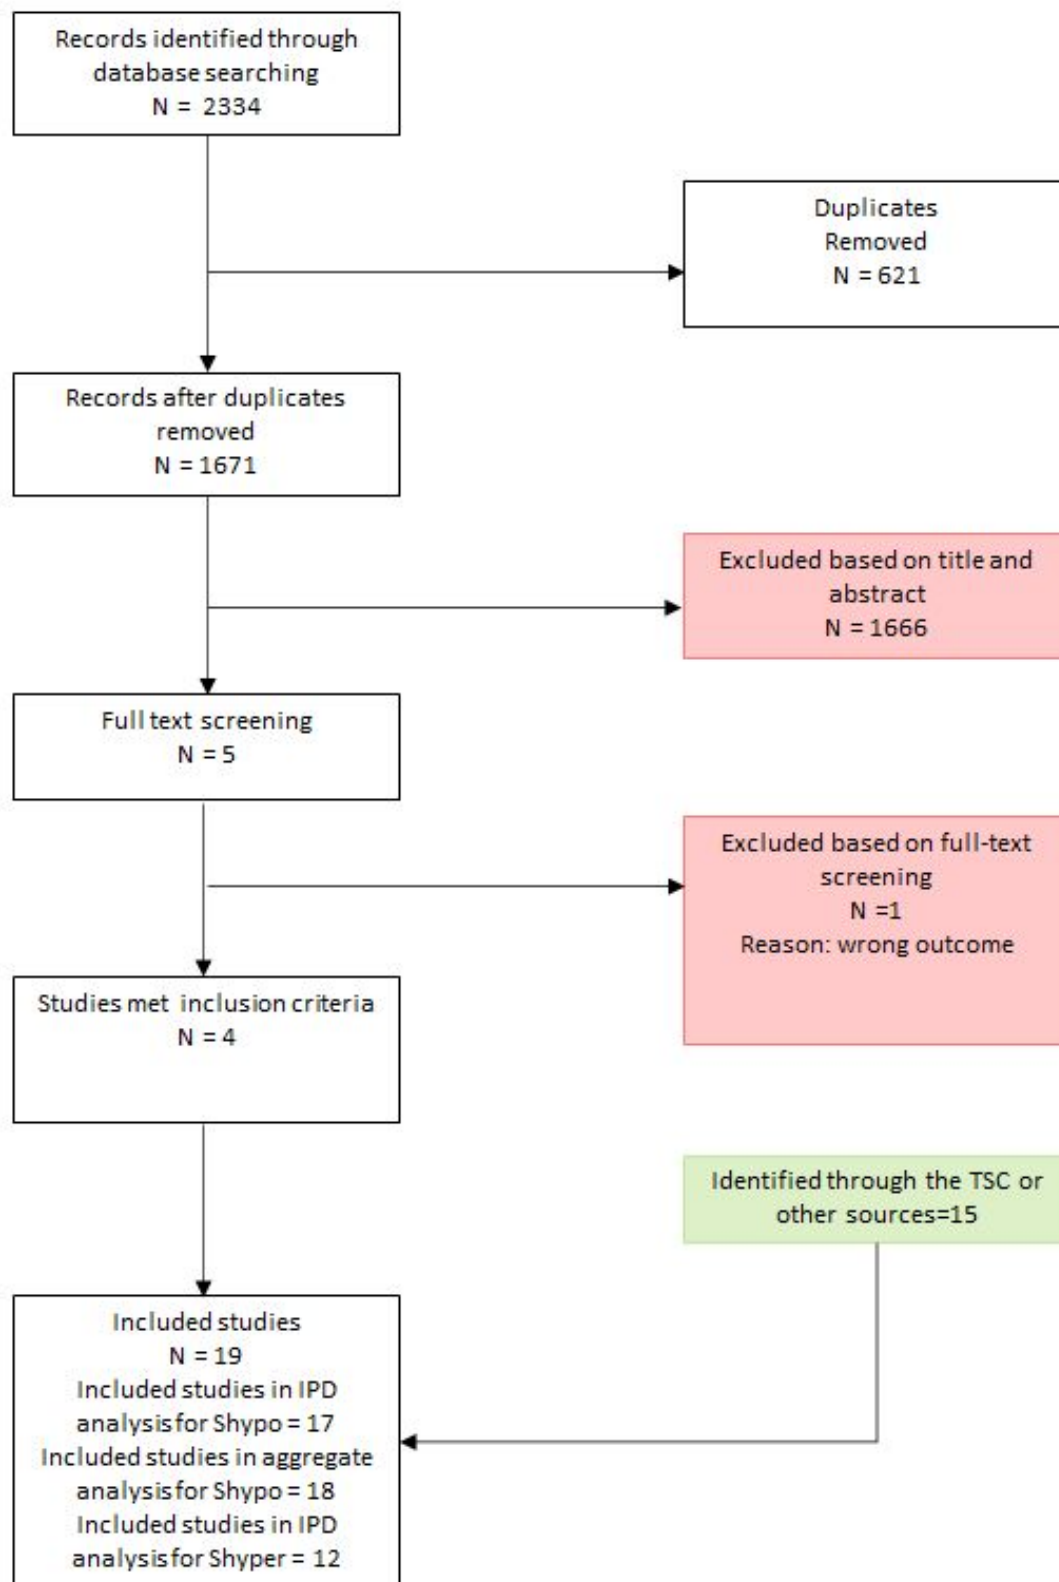 Records identified through
database searching
N = 2334
Duplicates
Removed
N = 621
Records after duplicates
removed
N = 1671
Excluded based on title and
abstract
N = 1666
Full text screening
N = 5
Excluded based on full-text
screening
N =1
Reason: wrong outcome
Studies met inclusion criteria
N = 4
Identified through the TSC or
other sources=15
Included studies
N = 19
Included studies in IPD
analysis for Shypo = 17
Included studies in aggregate
analysis for Shypo = 18
Included studies in IPD
analysis for Shyper = 12